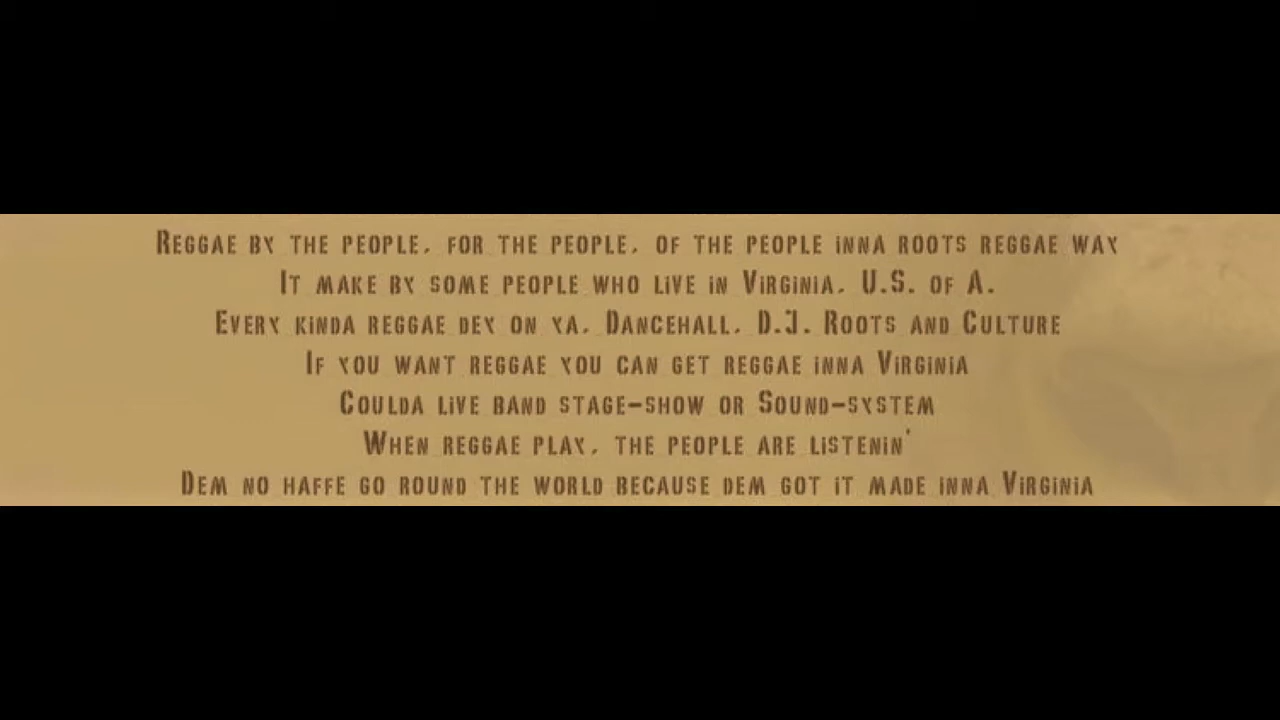 Reggae by the people, for the people, of the people inna roots reggae way
It make by some people who live in Virginia, U.S. of A.
Every kinda reggae dey on ya, Dancehall, D.J. Roots and Culture
If you want reggae you can get reggae inna Virginia
Coulda live band stage-show or Sound-system
When reggae play, the people are listenin'
Dem no haffe go round the world because dem got it made inna Virginia